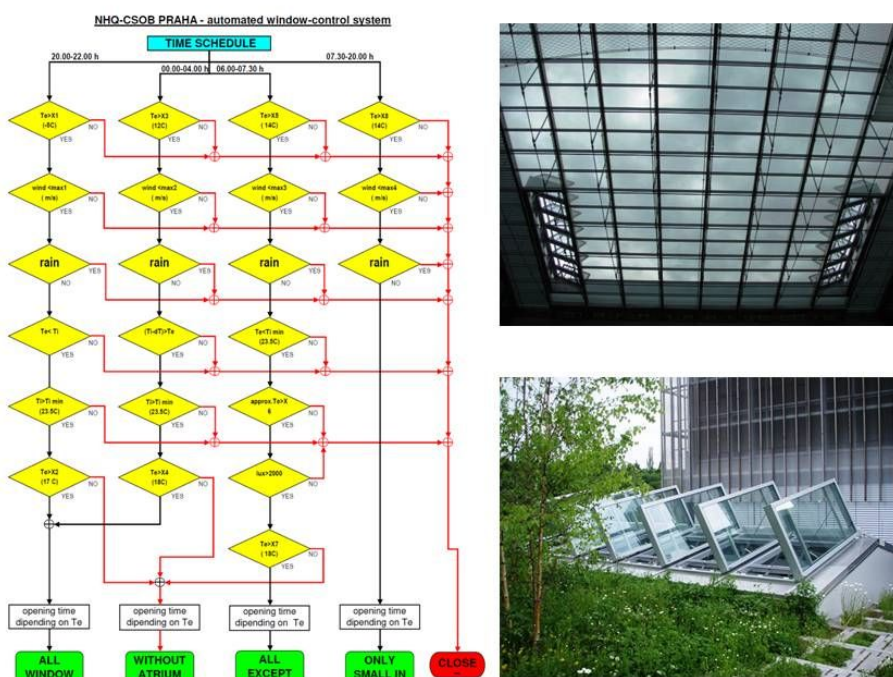 NHQ-CSOB PRAHA - automated window-control system
TIME SCHEDULE
20.00-22.00 h
00.00-04.00 h
06.00-07.30 h
07.30-20.00 h
Te>X1
NO
YES
Te>X3
(12C)
NO
YES
(14C)
NO
YES
Te>X8
(14C)
NO
YES
wind <max1
(m/s)
NO
YES
wind <max2
(m/s)
NO
YES
wind <max3
(m/s)
NO
YES
wind <max4
(m/s)
NO
YES
rain
YES
NO
rain
YES
NO
rain
YES
NO
rain
YES
NO
Te< Ti
NO
YES
(Ti-dTi)>Te
NO
YES
Te<Ti min
(23.5C)
NO
YES
Ti>Ti min
(23.5C)
NO
YES
Ti>Ti min
(23.5C)
NO
YES
approx.Te>X
6
NO
YES
Te>X2
(17 C)
NO
YES
Te>X4
(18C)
NO
YES
lux>2000
NO
YES
Te>X7
(18C)
NO
YES
opening time
dipending on Te
opening time
dipending on Te
opening time
dipending on Te
opening time
dipending on Te
ALL
WINDOW
WITHOUT
ATRIUM
ALL
EXCEPT
ONLY
SMALL IN
CLOSE